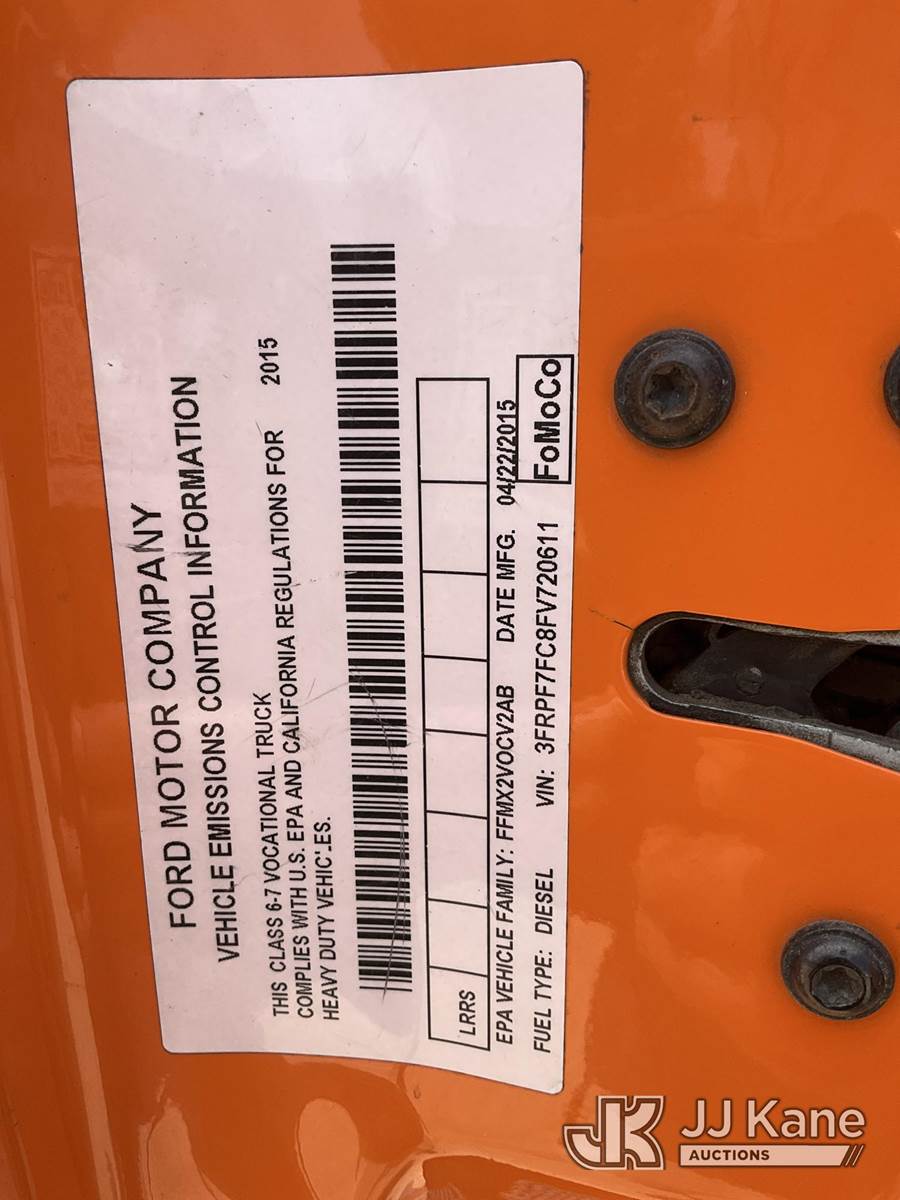 FORD MOTOR COMPANY
VEHICLE EMISSIONS CONTROL INFORMATION
THIS CLASS 6-7 VOCATIONAL TRUCK
COMPLIES WITH U.S. EPA AND CALIFORNIA REGULATIONS FOR 2015
HEAVY DUTY VEHICLES.
LRRS
EPA VEHICLE FAMILY: FFMX2VOCV2AB DATE MFG. 04/22/2015
FUEL TYPE: DIESEL VIN: 3FRPF7FC8FV720611 FoMoCo
JK JJ Kane
AUCTIONS